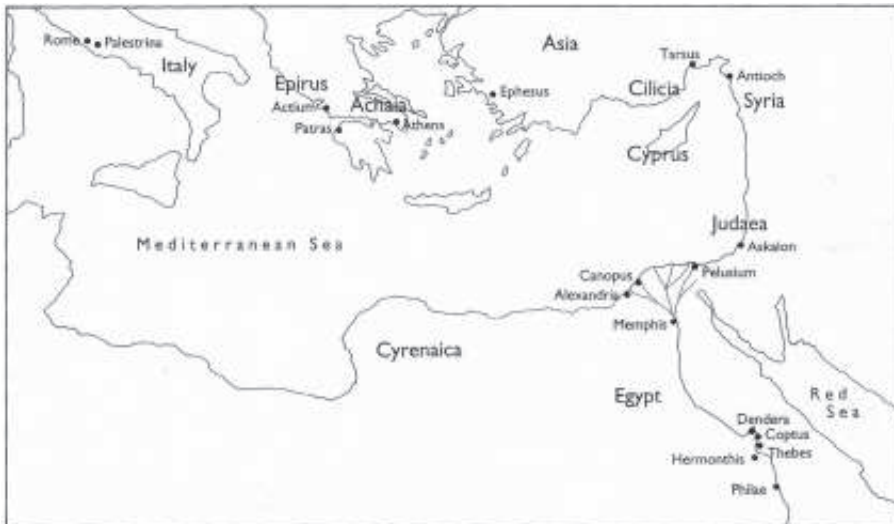 Rome
Palestrina
Italy
Epirus
Actium
Achaia
Patras
Athens
Asia
Ephesus
Tarsus
Cilicia
Antioch
Syria
Cyprus
Mediterranean Sea
Judaea
Askalon
Canopus
Pelusium
Alexandria
Memphis
Cyrenaica
Egypt
Red
Sea
Dendera
Coptus
Thebes
Hermonthis
Philae